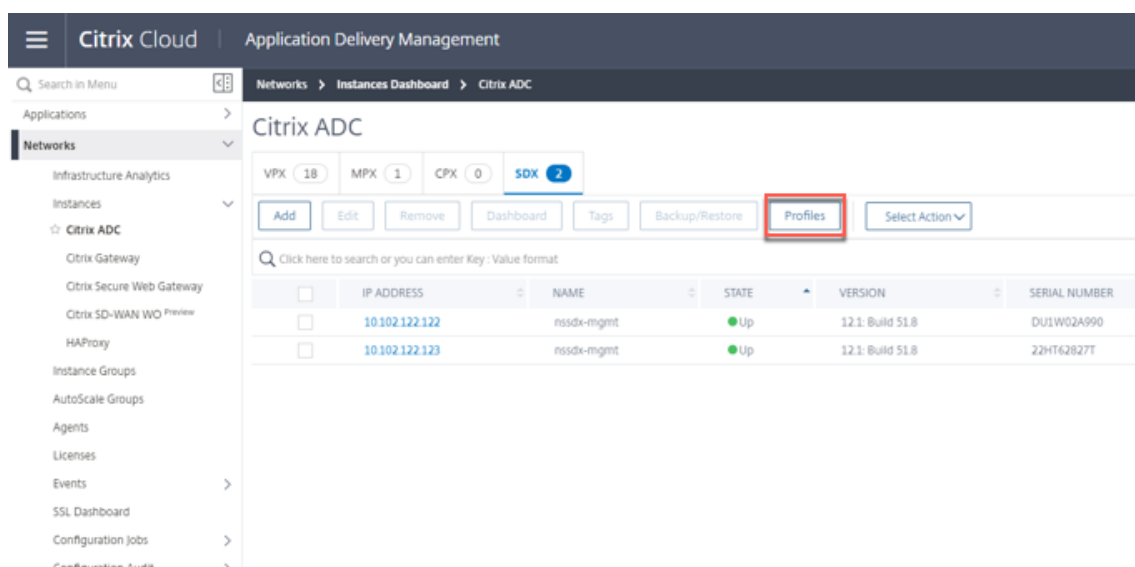 Citrix Cloud Application Delivery Management
Search in Menu
Networks > Instances Dashboard > Citrix ADC
Applications
Networks
Infrastructure Analytics
Instances
Citrix ADC
Citrix Gateway
Citrix Secure Web Gateway
Citrix SD-WAN WO Preview
HAProxy
Instance Groups
AutoScale Groups
Agents
Licenses
Events
SSL Dashboard
Configuration Jobs
Configuration Audit
Citrix ADC
VPX 18 MPX 1 CPX 0 SDX 2
Add Edit Remove Dashboard Tags Backup/Restore Profiles Select Action
Click here to search or you can enter Key : Value format
IP ADDRESS NAME STATE VERSION SERIAL NUMBER
10.102.122.122 nssdx-mgmt Up 12.1: Build 51.8 DU1W02A990
10.102.122.123 nssdx-mgmt Up 12.1: Build 51.8 22HT62827T